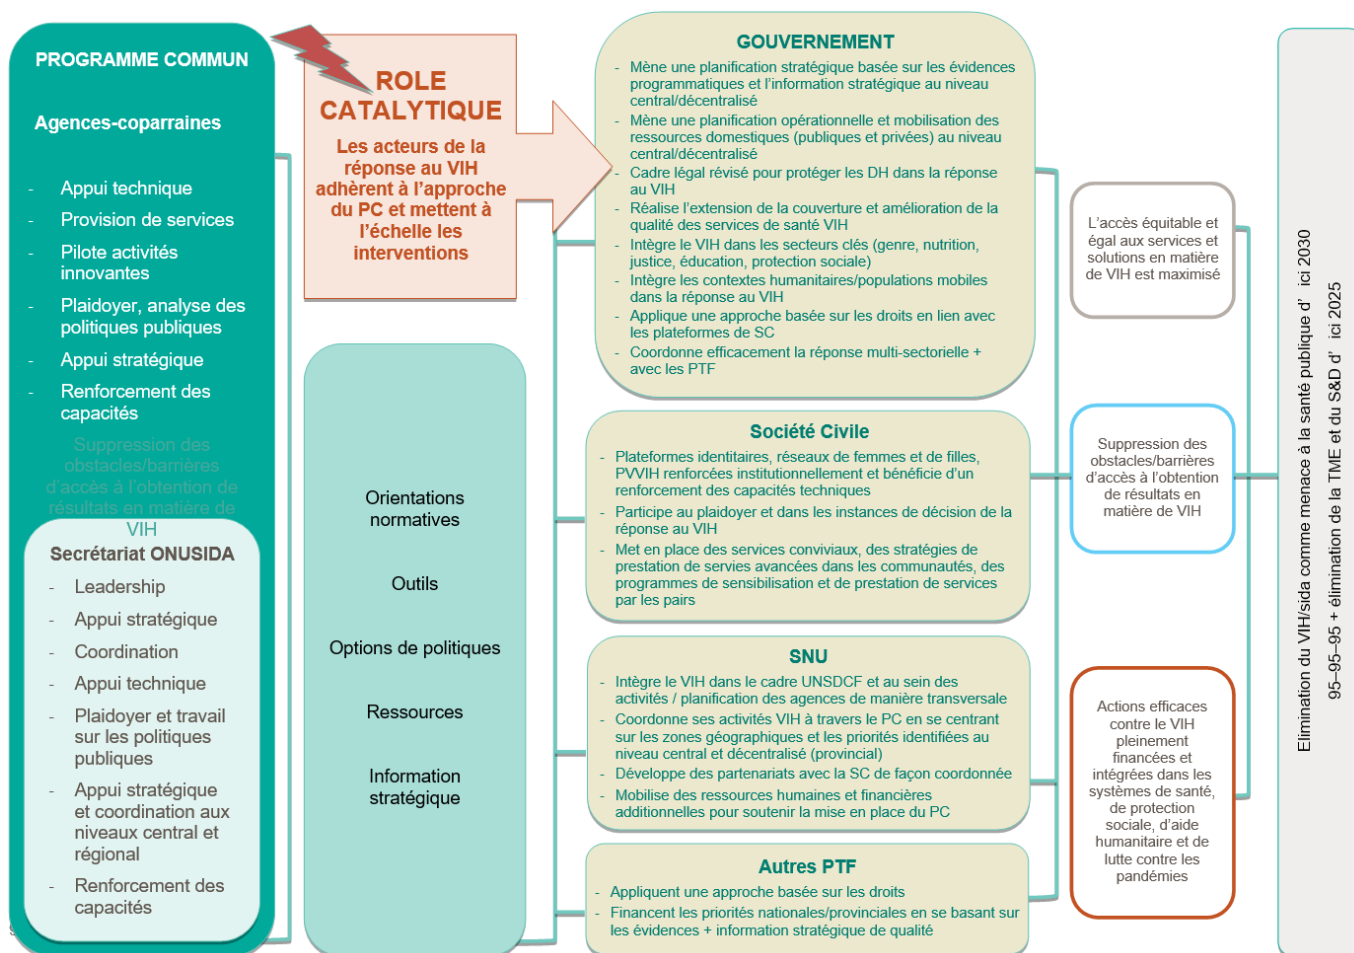 PROGRAMME COMMUN
Agences-coparraines
- Appui technique
- Provision de services
- Pilote activités
innovantes
- Plaidoyer, analyse des
politiques publiques
- Appui stratégique
- Renforcement des
capacités
Suppression des
obstacles/barrières
d'accès à l'obtention de
résultats en matière de
VIH
Secrétariat ONUSIDA
- Leadership
- Appui stratégique
- Coordination
- Appui technique
- Plaidoyer et travail
sur les politiques
publiques
- Appui stratégique
et coordination aux
niveaux central et
régional
- Renforcement des
capacités
ROLE
CATALYTIQUE
Les acteurs de la
réponse au VIH
adhèrent à l'approche
du PC et mettent à
l'échelle les
interventions
Orientations
normatives
Outils
Options de politiques
Ressources
Information
stratégique
GOUVERNEMENT
- Mène une planification stratégique basée sur les évidences
programmatiques et l'information stratégique au niveau
central/décentralisé
- Mène une planification opérationnelle et mobilisation des
ressources domestiques (publiques et privées) au niveau
central/décentralisé
- Cadre légal révisé pour protéger les DH dans la réponse
au VIH
- Réalise l'extension de la couverture et amélioration de la
qualité des services de santé VIH
- Intègre le VIH dans les secteurs clés (genre, nutrition,
justice, éducation, protection sociale)
- Intègre les contextes humanitaires/populations mobiles
dans la réponse au VIH
- Applique une approche basée sur les droits en lien avec
les plateformes de SC
- Coordonne efficacement la réponse multi-sectorielle +
avec les PTF
Société Civile
- Plateformes identitaires, réseaux de femmes et de filles,
PVVIH renforcées institutionnellement et bénéficie d'un
renforcement des capacités techniques
- Participe au plaidoyer et dans les instances de décision de la
réponse au VIH
- Met en place des services conviviaux, des stratégies de
prestation de servies avancées dans les communautés, des
programmes de sensibilisation et de prestation de services
par les pairs
SNU
- Intègre le VIH dans le cadre UNSDCF et au sein des
activités / planification des agences de manière transversale
- Coordonne ses activités VIH à travers le PC en se centrant
sur les zones géographiques et les priorités identifiées au
niveau central et décentralisé (provincial)
- Développe des partenariats avec la SC de façon coordonnée
- Mobilise des ressources humaines et financières
additionnelles pour soutenir la mise en place du PC
Autres PTF
- Appliquent une approche basée sur les droits
- Financent les priorités nationales/provinciales en se basant sur
les évidences + information stratégique de qualité
L'accès équitable et
égal aux services et
solutions en matière
de VIH est maximisé
Suppression des
obstacles/barrières
d'accès à l'obtention
de résultats en
matière de VIH
Actions efficaces
contre le VIH
pleinement
financées et
intégrées dans les
systèmes de santé,
de protection
sociale, d'aide
humanitaire et de
lutte contre les
pandémies
Elimination du VIH/sida comme menace à la santé publique d' ici 2030
95–95–95 + élimination de la TME et du S&D d' ici 2025